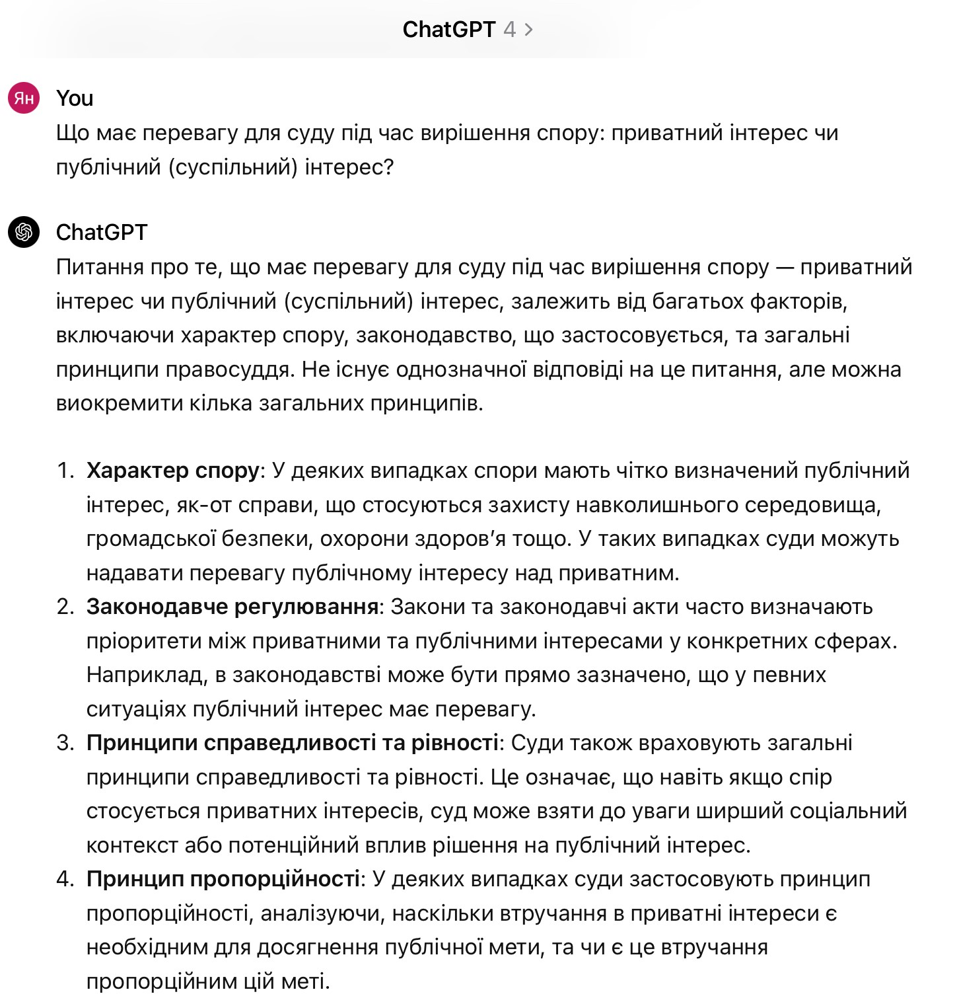 ChatGPT 4 >
Ян
You
Що має перевагу для суду під час вирішення спору: приватний інтерес чи
публічний (суспільний) інтерес?
ChatGPT
Питання про те, що має перевагу для суду під час вирішення спору — приватний
інтерес чи публічний (суспільний) інтерес, залежить від багатьох факторів,
включаючи характер спору, законодавство, що застосовується, та загальні
принципи правосуддя. Не існує однозначної відповіді на це питання, але можна
виокремити кілька загальних принципів.
1. Характер спору: У деяких випадках спори мають чітко визначений публічний
інтерес, як-от справи, що стосуються захисту навколишнього середовища,
громадської безпеки, охорони здоров’я тощо. У таких випадках суди можуть
надавати перевагу публічному інтересу над приватним.
2. Законодавче регулювання: Закони та законодавчі акти часто визначають
пріоритети між приватними та публічними інтересами у конкретних сферах.
Наприклад, в законодавстві може бути прямо зазначено, що у певних
ситуаціях публічний інтерес має перевагу.
3. Принципи справедливості та рівності: Суди також враховують загальні
принципи справедливості та рівності. Це означає, що навіть якщо спір
стосується приватних інтересів, суд може взяти до уваги ширший соціальний
контекст або потенційний вплив рішення на публічний інтерес.
4. Принцип пропорційності: У деяких випадках суди застосовують принцип
пропорційності, аналізуючи, наскільки втручання в приватні інтереси є
необхідним для досягнення публічної мети, та чи є це втручання
пропорційним цій меті.